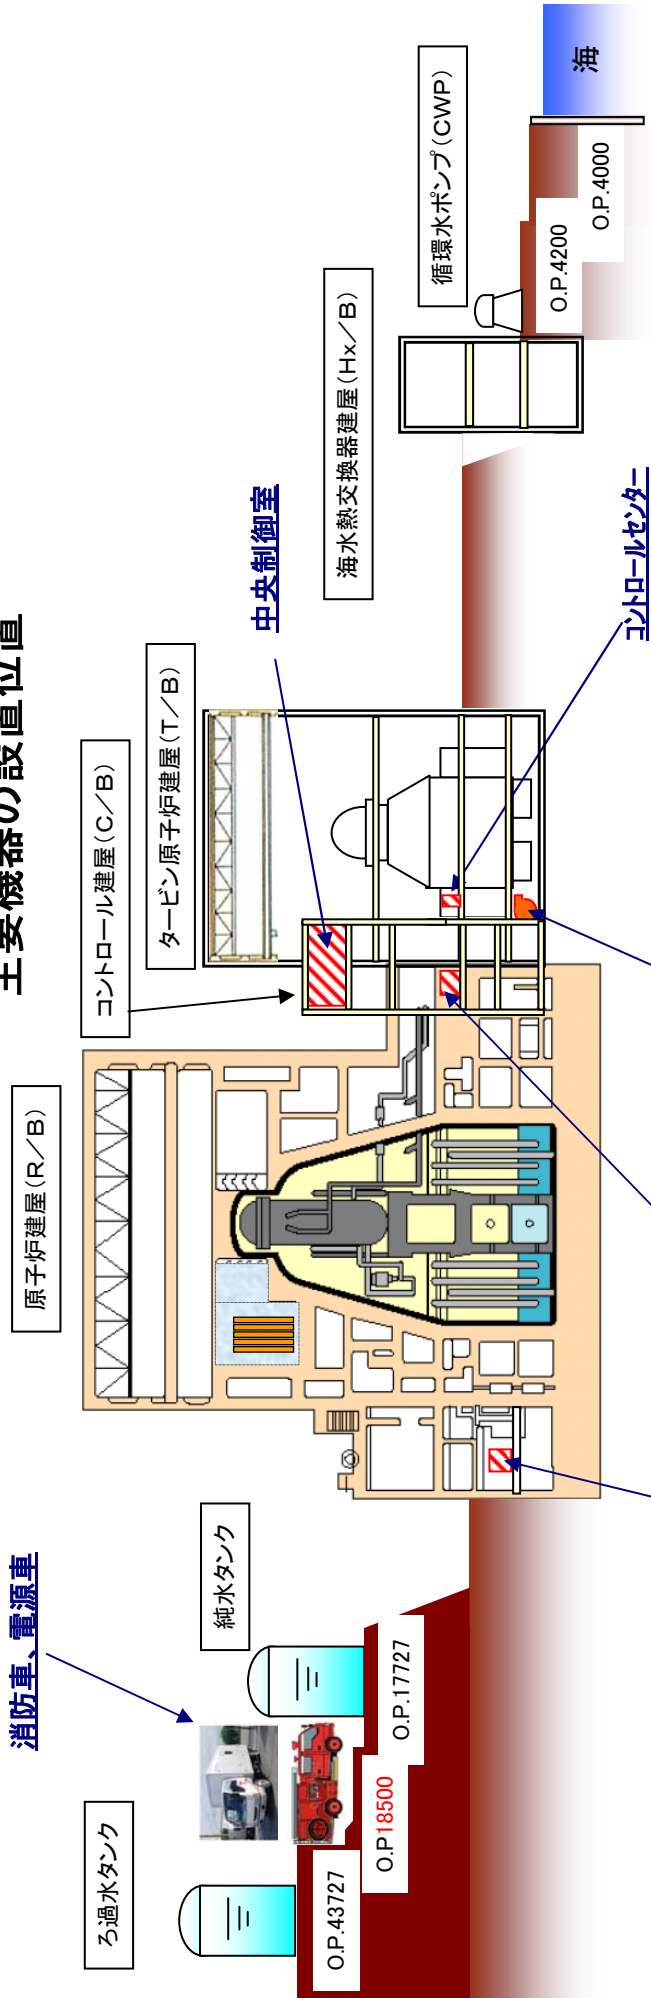 主要機器の設置位置
原子炉建屋(R/B)
コントロール建屋(C/B)
タービン原子炉建屋(T/B)
中央制御室
海水熱交換器建屋(Hx/B)
循環水ポンプ(CWP)
海
消防車、電源車
ろ過水タンク
純水タンク
O.P.43727
O.P18500
O.P.17727
O.P.4200
O.P.4000
コントロールセンター